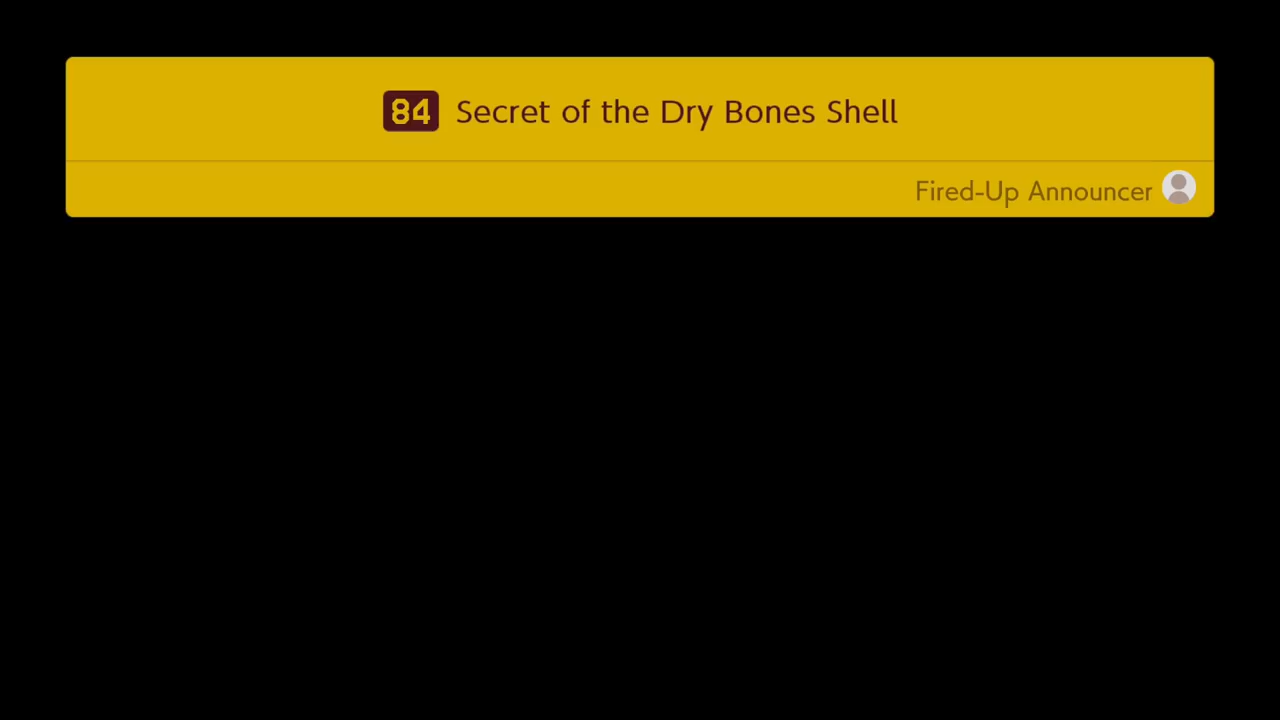 84 Secret of the Dry Bones Shell
Fired-Up Announcer